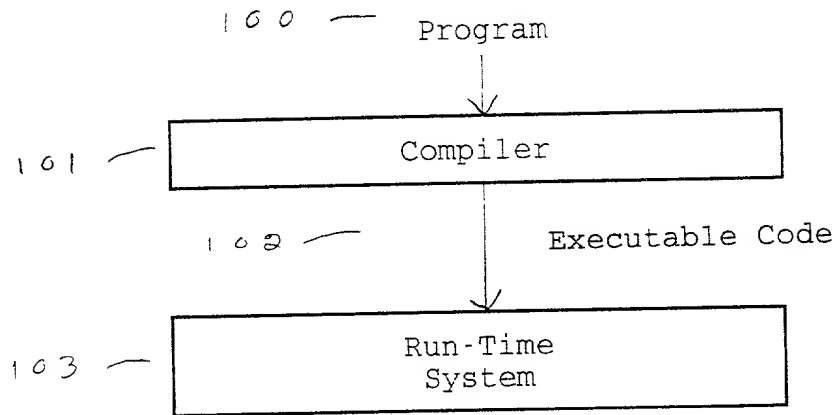 100 Program
101 Compiler
102 Executable Code
103 Run-Time
System